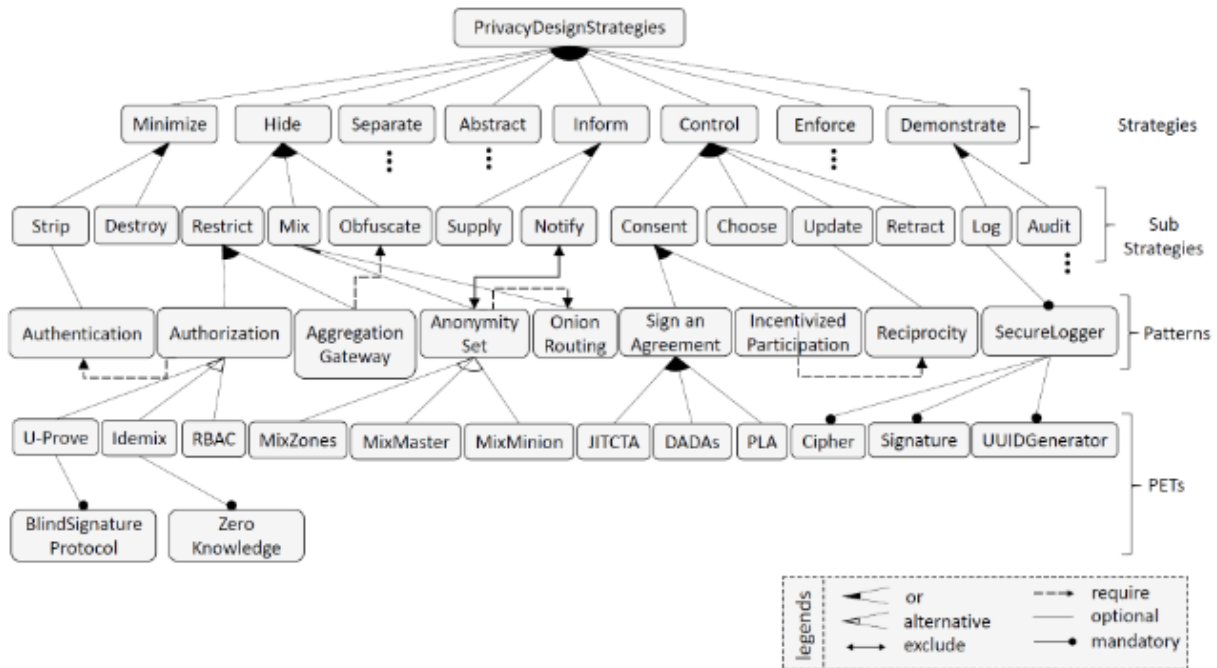 PrivacyDesignStrategies
Minimize
Hide
Separate
Abstract
Inform
Control
Enforce
Demonstrate
Strategies
Strip
Destroy
Restrict
Mix
Obfuscate
Supply
Notify
Consent
Choose
Update
Retract
Log
Audit
Sub
Strategies
Authentication
Authorization
Aggregation
Gateway
Anonymity
Set
Onion
Routing
Sign an
Agreement
Incentivized
Participation
Reciprocity
SecureLogger
Patterns
U-Prove
Idemix
RBAC
MixZones
MixMaster
MixMinion
JITCTA
DADAs
PLA
Cipher
Signature
UUIDGenerator
PETs
BlindSignature
Protocol
Zero
Knowledge
legends
or
alternative
exclude
require
optional
mandatory